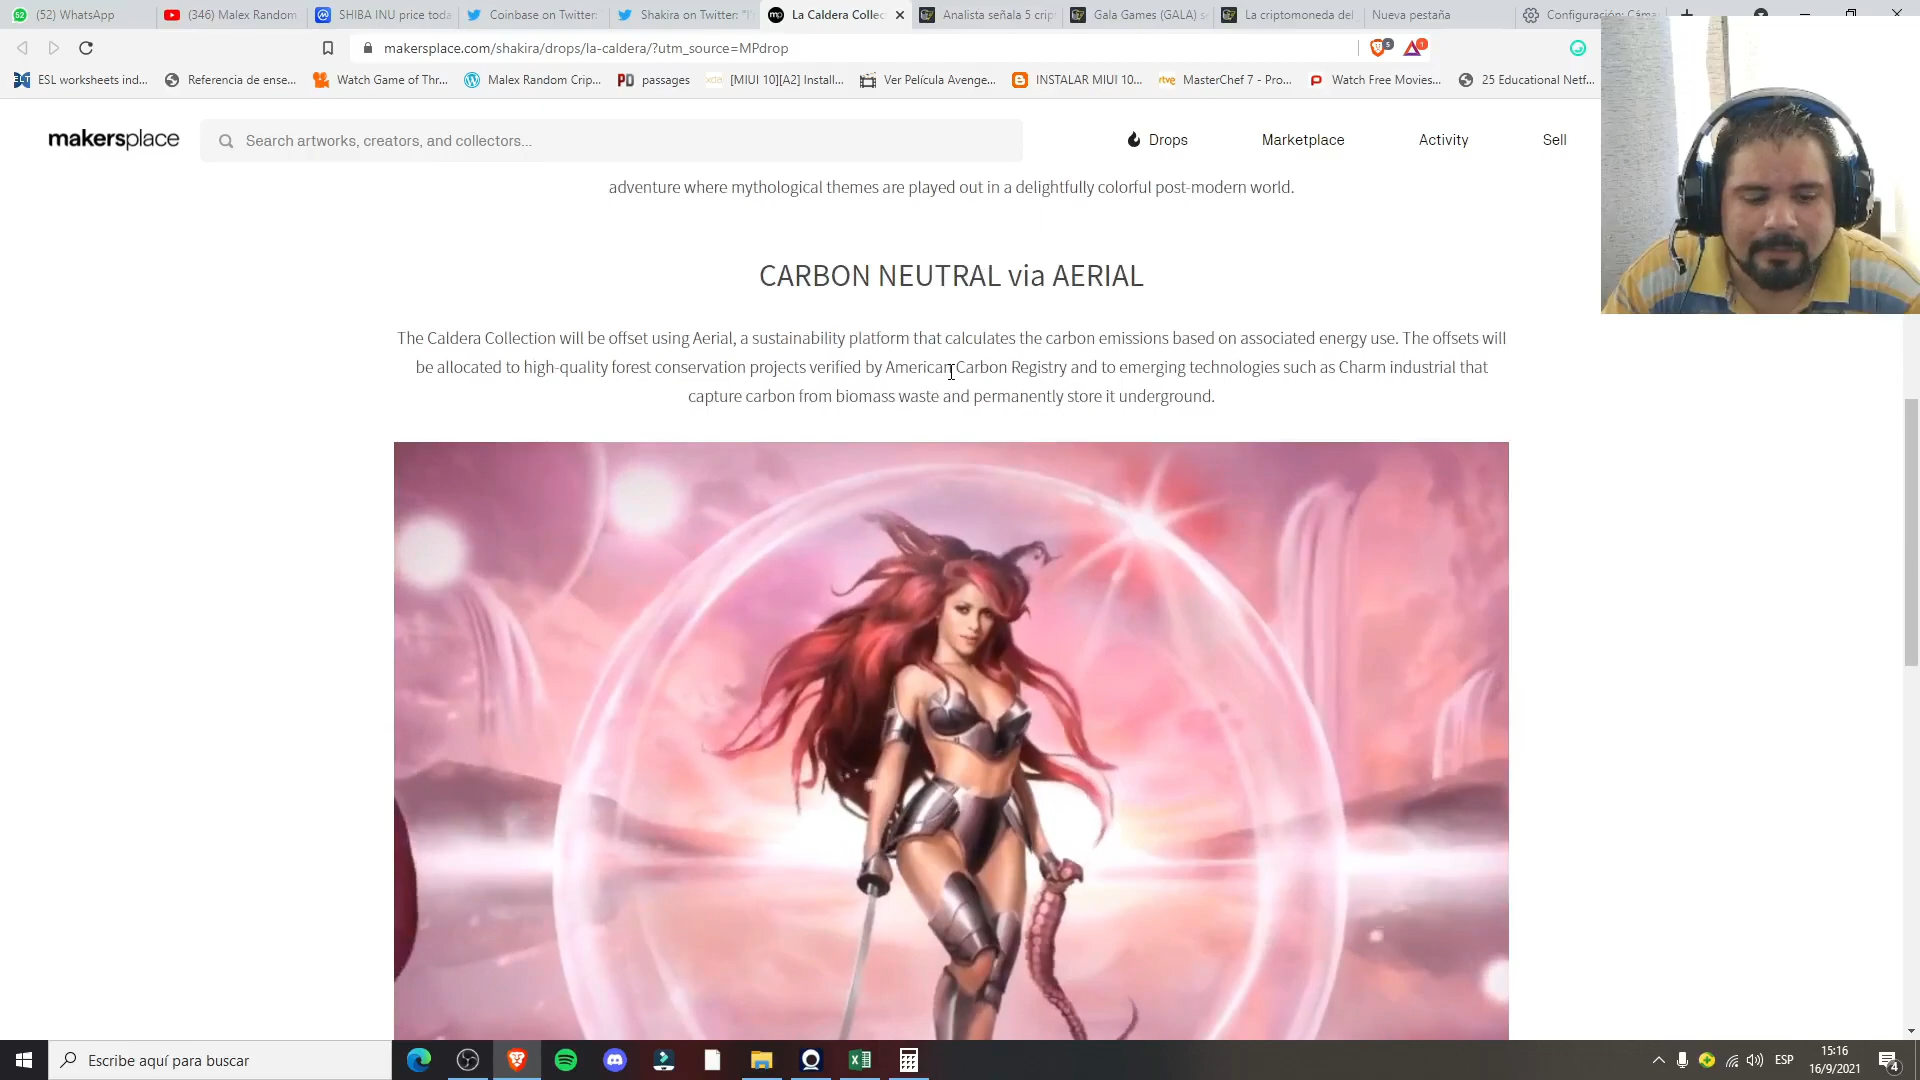 (52) WhatsApp
(346) Malex Random
SHIBA INU price toda
Coinbase on Twitter:
Shakira on Twitter: "I'
La Caldera Collec
Analista señala 5 crip
Gala Games (GALA) s
La criptomoneda del
Nueva pestaña
Configuración: Cáma
makersplace.com/shakira/drops/la-caldera/?utm_source=MPdrop
5
1
ESL worksheets ind...
Referencia de ense...
Watch Game of Thr...
Malex Random Crip...
passages
[MIUI 10][A2] Install...
Ver Película Avenge...
INSTALAR MIUI 10...
MasterChef 7 - Pro...
Watch Free Movies...
25 Educational Netf...
makersplace
Search artworks, creators, and collectors...
Drops
Marketplace
Activity
Sell
adventure where mythological themes are played out in a delightfully colorful post-modern world.
CARBON NEUTRAL via AERIAL
The Caldera Collection will be offset using Aerial, a sustainability platform that calculates the carbon emissions based on associated energy use. The offsets will
be allocated to high-quality forest conservation projects verified by American Carbon Registry and to emerging technologies such as Charm industrial that
capture carbon from biomass waste and permanently store it underground.
Escribe aquí para buscar
ESP
15:16
16/9/2021
4